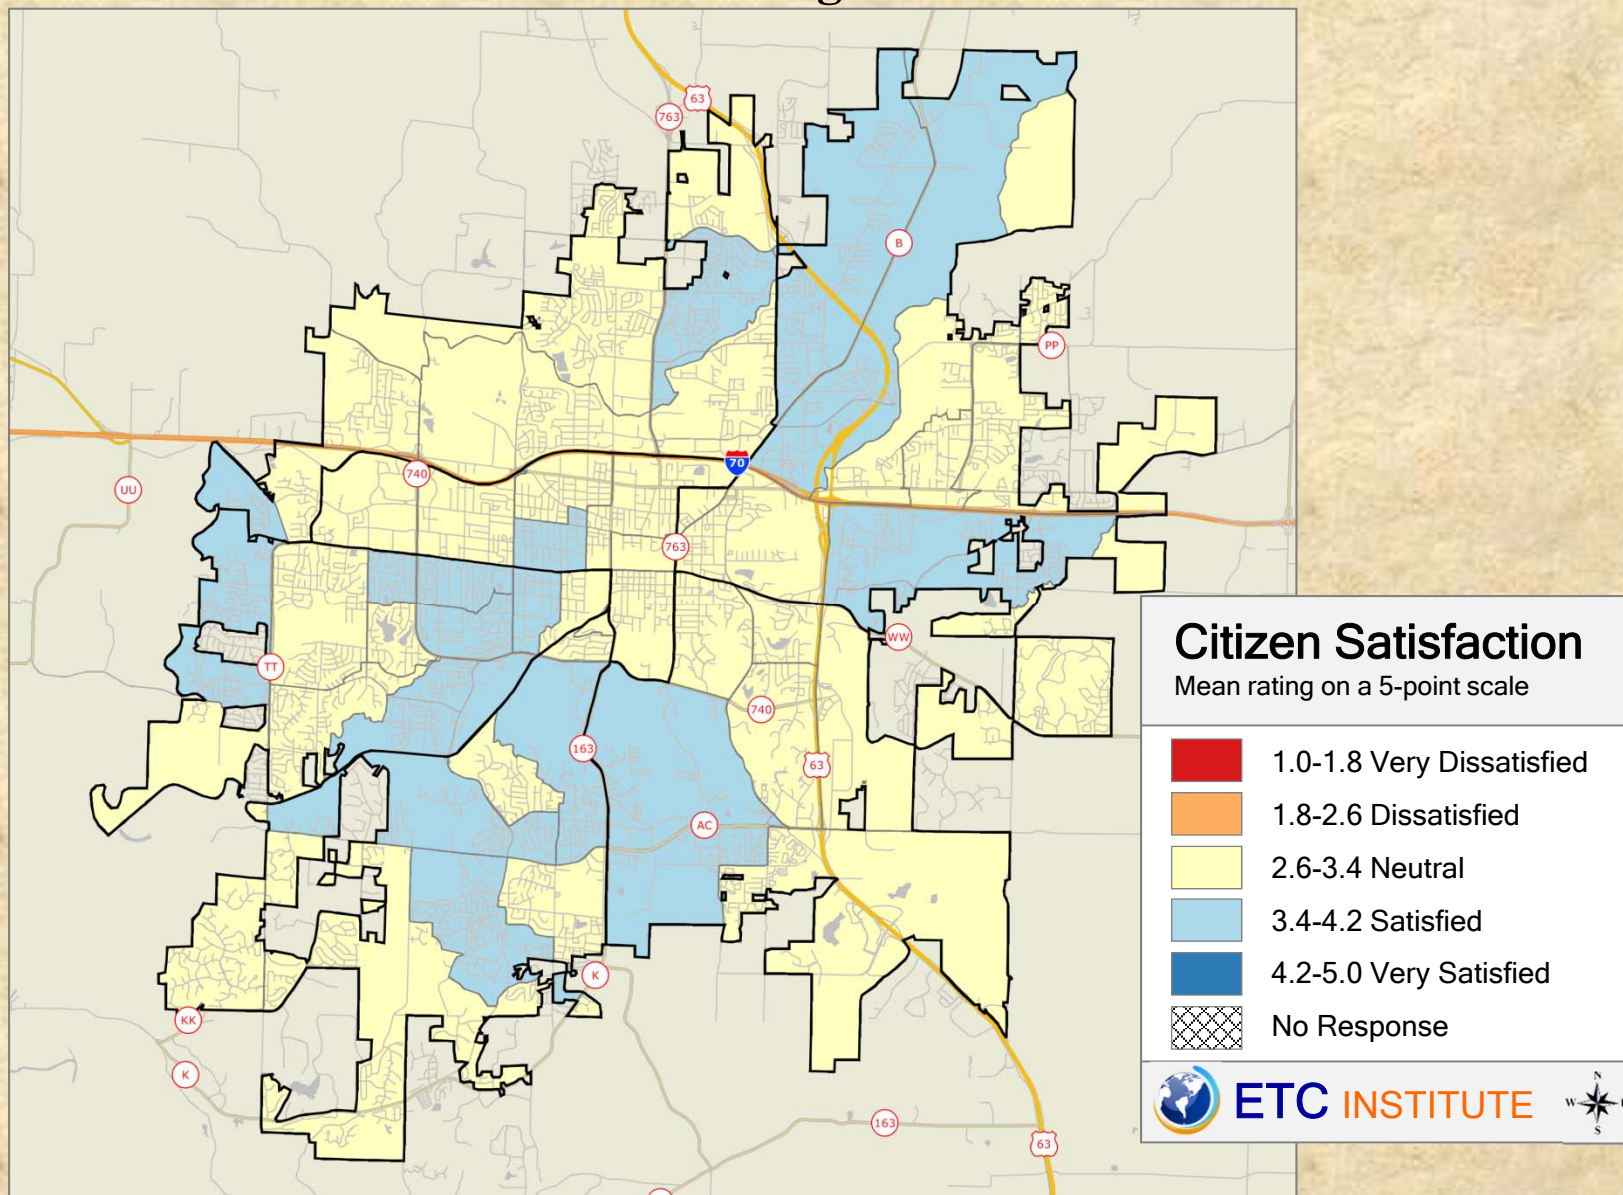 63
763
B
PP
70
740
UU
763
WW
TT
740
163
63
AC
K
KK
K
163
63
Citizen Satisfaction
Mean rating on a 5-point scale
1.0-1.8 Very Dissatisfied
1.8-2.6 Dissatisfied
2.6-3.4 Neutral
3.4-4.2 Satisfied
4.2-5.0 Very Satisfied
No Response
ETC INSTITUTE
N
W
S